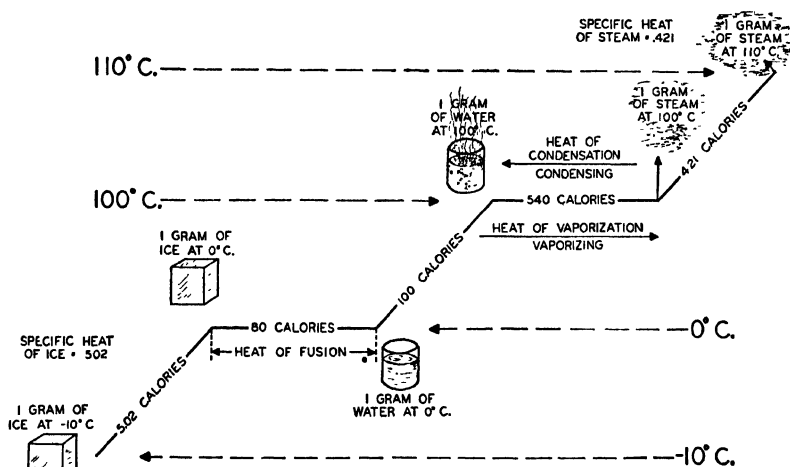 SPECIFIC HEAT
OF STEAM = .421
1 GRAM
OF STEAM
AT 110° C
110° C.
1 GRAM
OF WATER
AT 100° C
1 GRAM
OF STEAM
AT 100° C
HEAT OF
CONDENSATION
CONDENSING
421 CALORIES
100° C.
540 CALORIES
HEAT OF VAPORIZATION
VAPORIZING
1 GRAM OF
ICE AT 0° C.
100 CALORIES
80 CALORIES
0° C.
SPECIFIC HEAT
OF ICE = 502
HEAT OF FUSION
5.02 CALORIES
1 GRAM OF
WATER AT 0° C.
1 GRAM OF
ICE AT -10° C
-10° C.